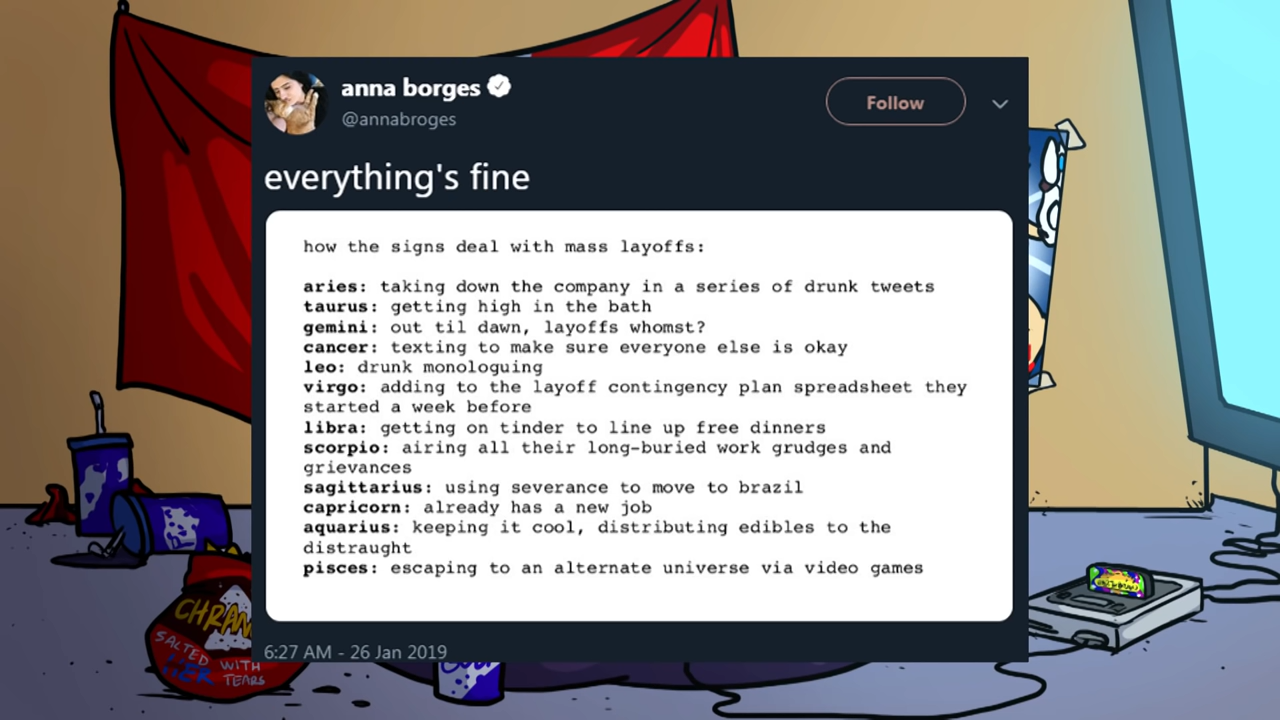 anna borges
@annabroges
Follow
everything's fine
how the signs deal with mass layoffs:
aries: taking down the company in a series of drunk tweets
taurus: getting high in the bath
gemini: out til dawn, layoffs whomst?
cancer: texting to make sure everyone else is okay
leo: drunk monologuing
virgo: adding to the layoff contingency plan spreadsheet they
started a week before
libra: getting on tinder to line up free dinners
scorpio: airing all their long-buried work grudges and
grievances
sagittarius: using severance to move to brazil
capricorn: already has a new job
aquarius: keeping it cool, distributing edibles to the
distraught
pisces: escaping to an alternate universe via video games
6:27 AM - 26 Jan 2019
SALTED WITH
HER TEARS